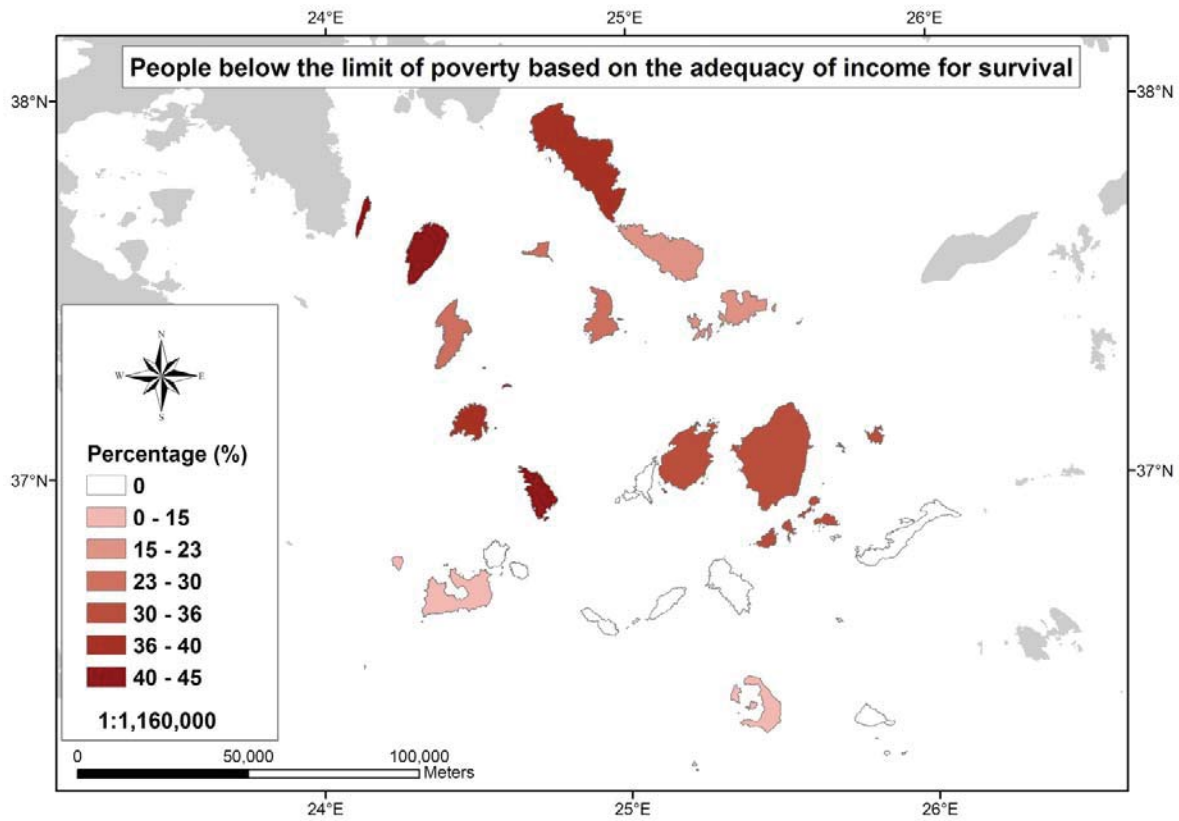 24°E 25°E 26°E
People below the limit of poverty based on the adequacy of income for survival
38°N 38°N
N
W E
S
37°N 37°N
Percentage (%)
0
0 - 15
15 - 23
23 - 30
30 - 36
36 - 40
40 - 45
1:1,160,000
0 50,000 100,000
Meters
24°E 25°E 26°E